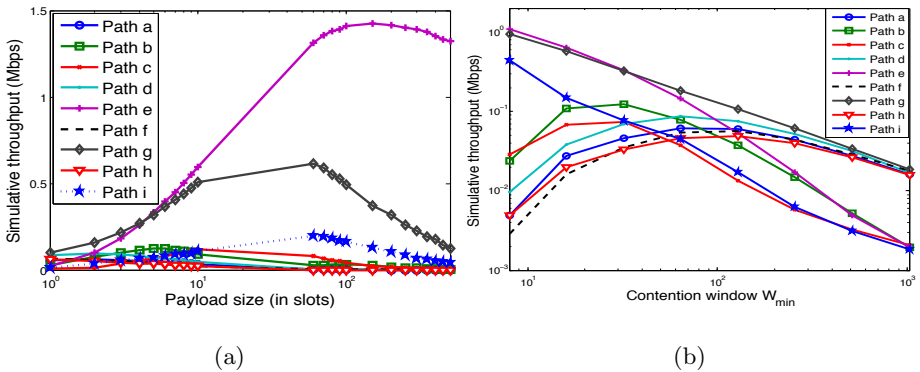 Simulative throughput (Mbps)
1.5
1
0.5
0
10^0
10^1
10^2
Payload size (in slots)
Path a
Path b
Path c
Path d
Path e
Path f
Path g
Path h
Path i
(a)
Simulative throughput (Mbps)
10^0
10^-1
10^-2
10^-3
10^1
10^2
10^3
Contention window W_min
Path a
Path b
Path c
Path d
Path e
Path f
Path g
Path h
Path i
(b)